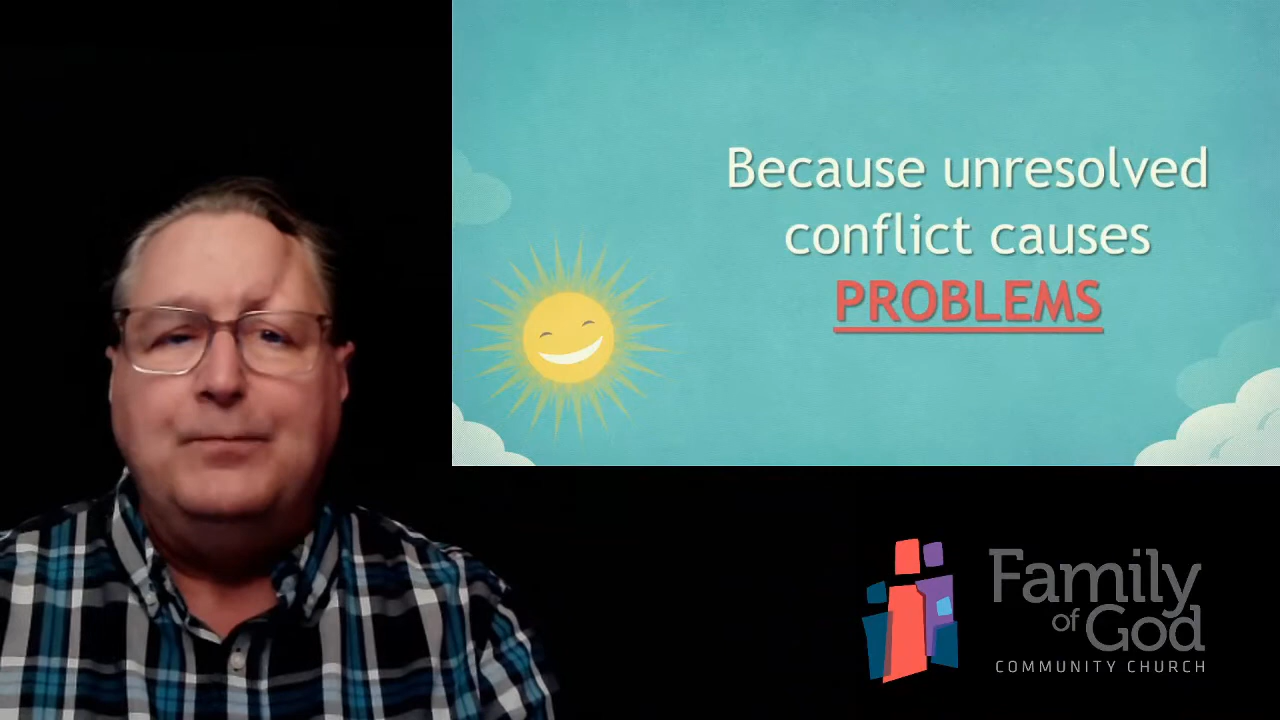 Because unresolved
conflict causes
PROBLEMS
Family
of God
COMMUNITY CHURCH